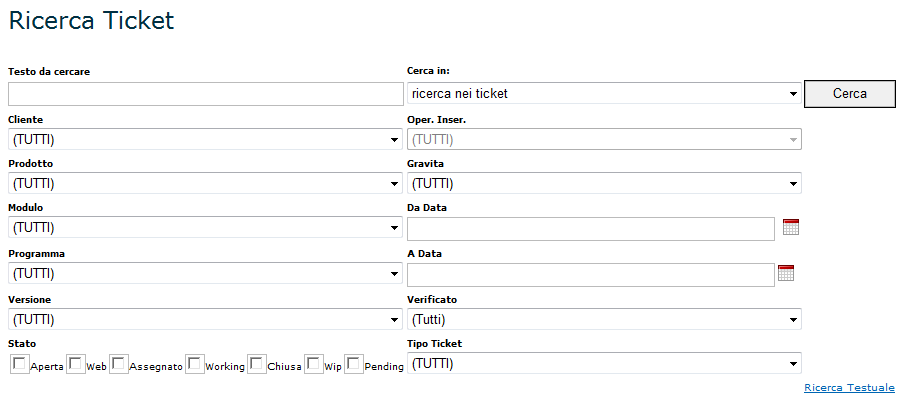 Ricerca Ticket
Testo da cercare Cerca in:
ricerca nei ticket Cerca
Cliente Oper. Inser.
(TUTTI) (TUTTI)
Prodotto Gravita
(TUTTI) (TUTTI)
Modulo Da Data
(TUTTI)
Programma A Data
(TUTTI)
Versione Verificato
(TUTTI) (Tutti)
Stato Tipo Ticket
Aperta Web Assegnato Working Chiusa Wip Pending (TUTTI)
Ricerca Testuale